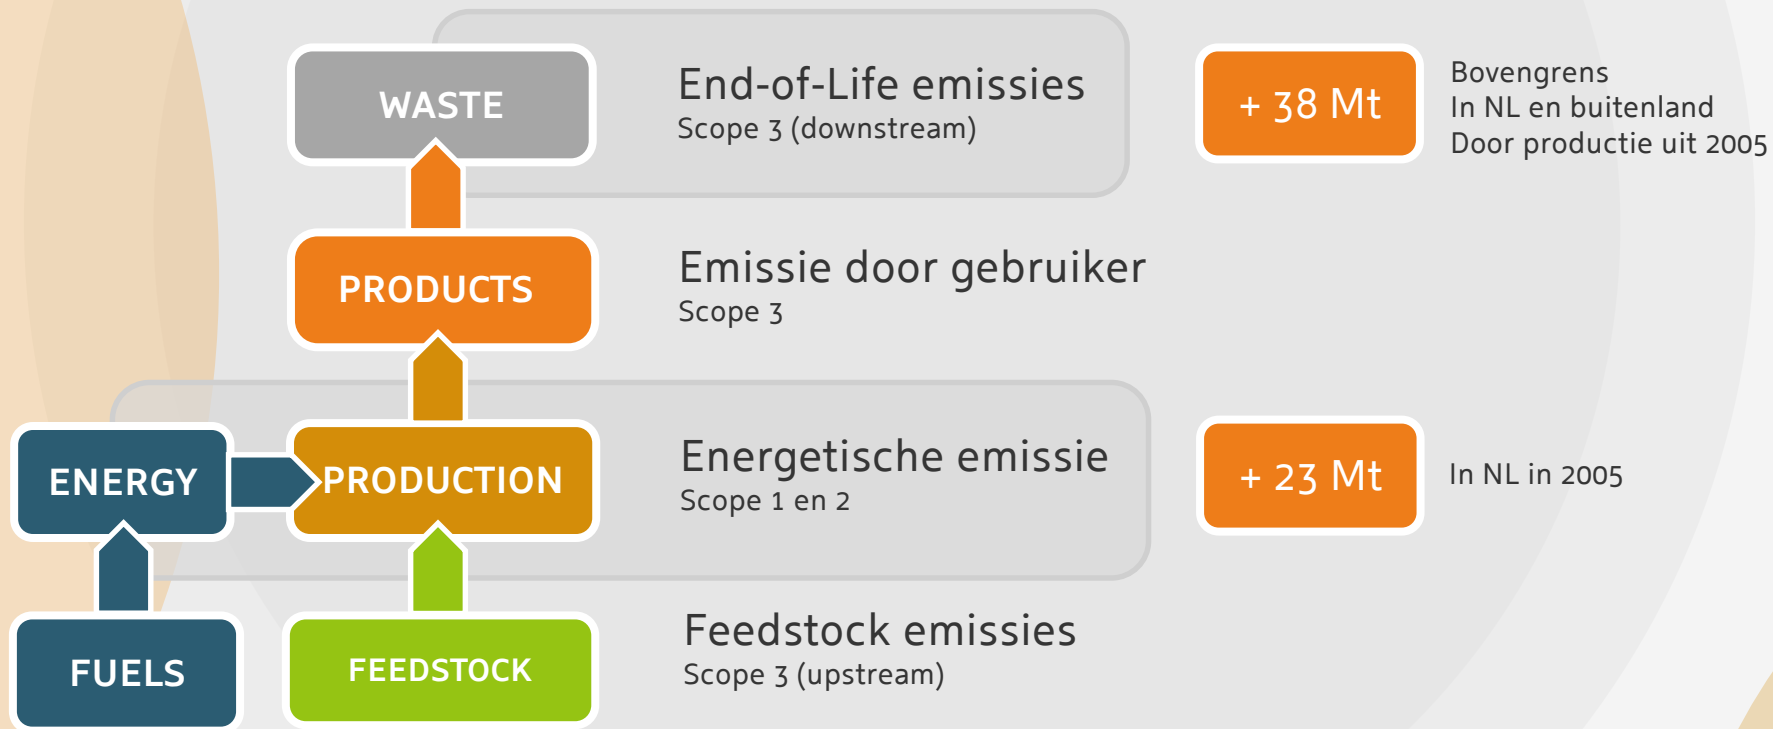 WASTE
End-of-Life emissies
Scope 3 (downstream)
+ 38 Mt
Bovengrens
In NL en buitenland
Door productie uit 2005
PRODUCTS
Emissie door gebruiker
Scope 3
ENERGY
PRODUCTION
Energetische emissie
Scope 1 en 2
+ 23 Mt
In NL in 2005
FUELS
FEEDSTOCK
Feedstock emissies
Scope 3 (upstream)